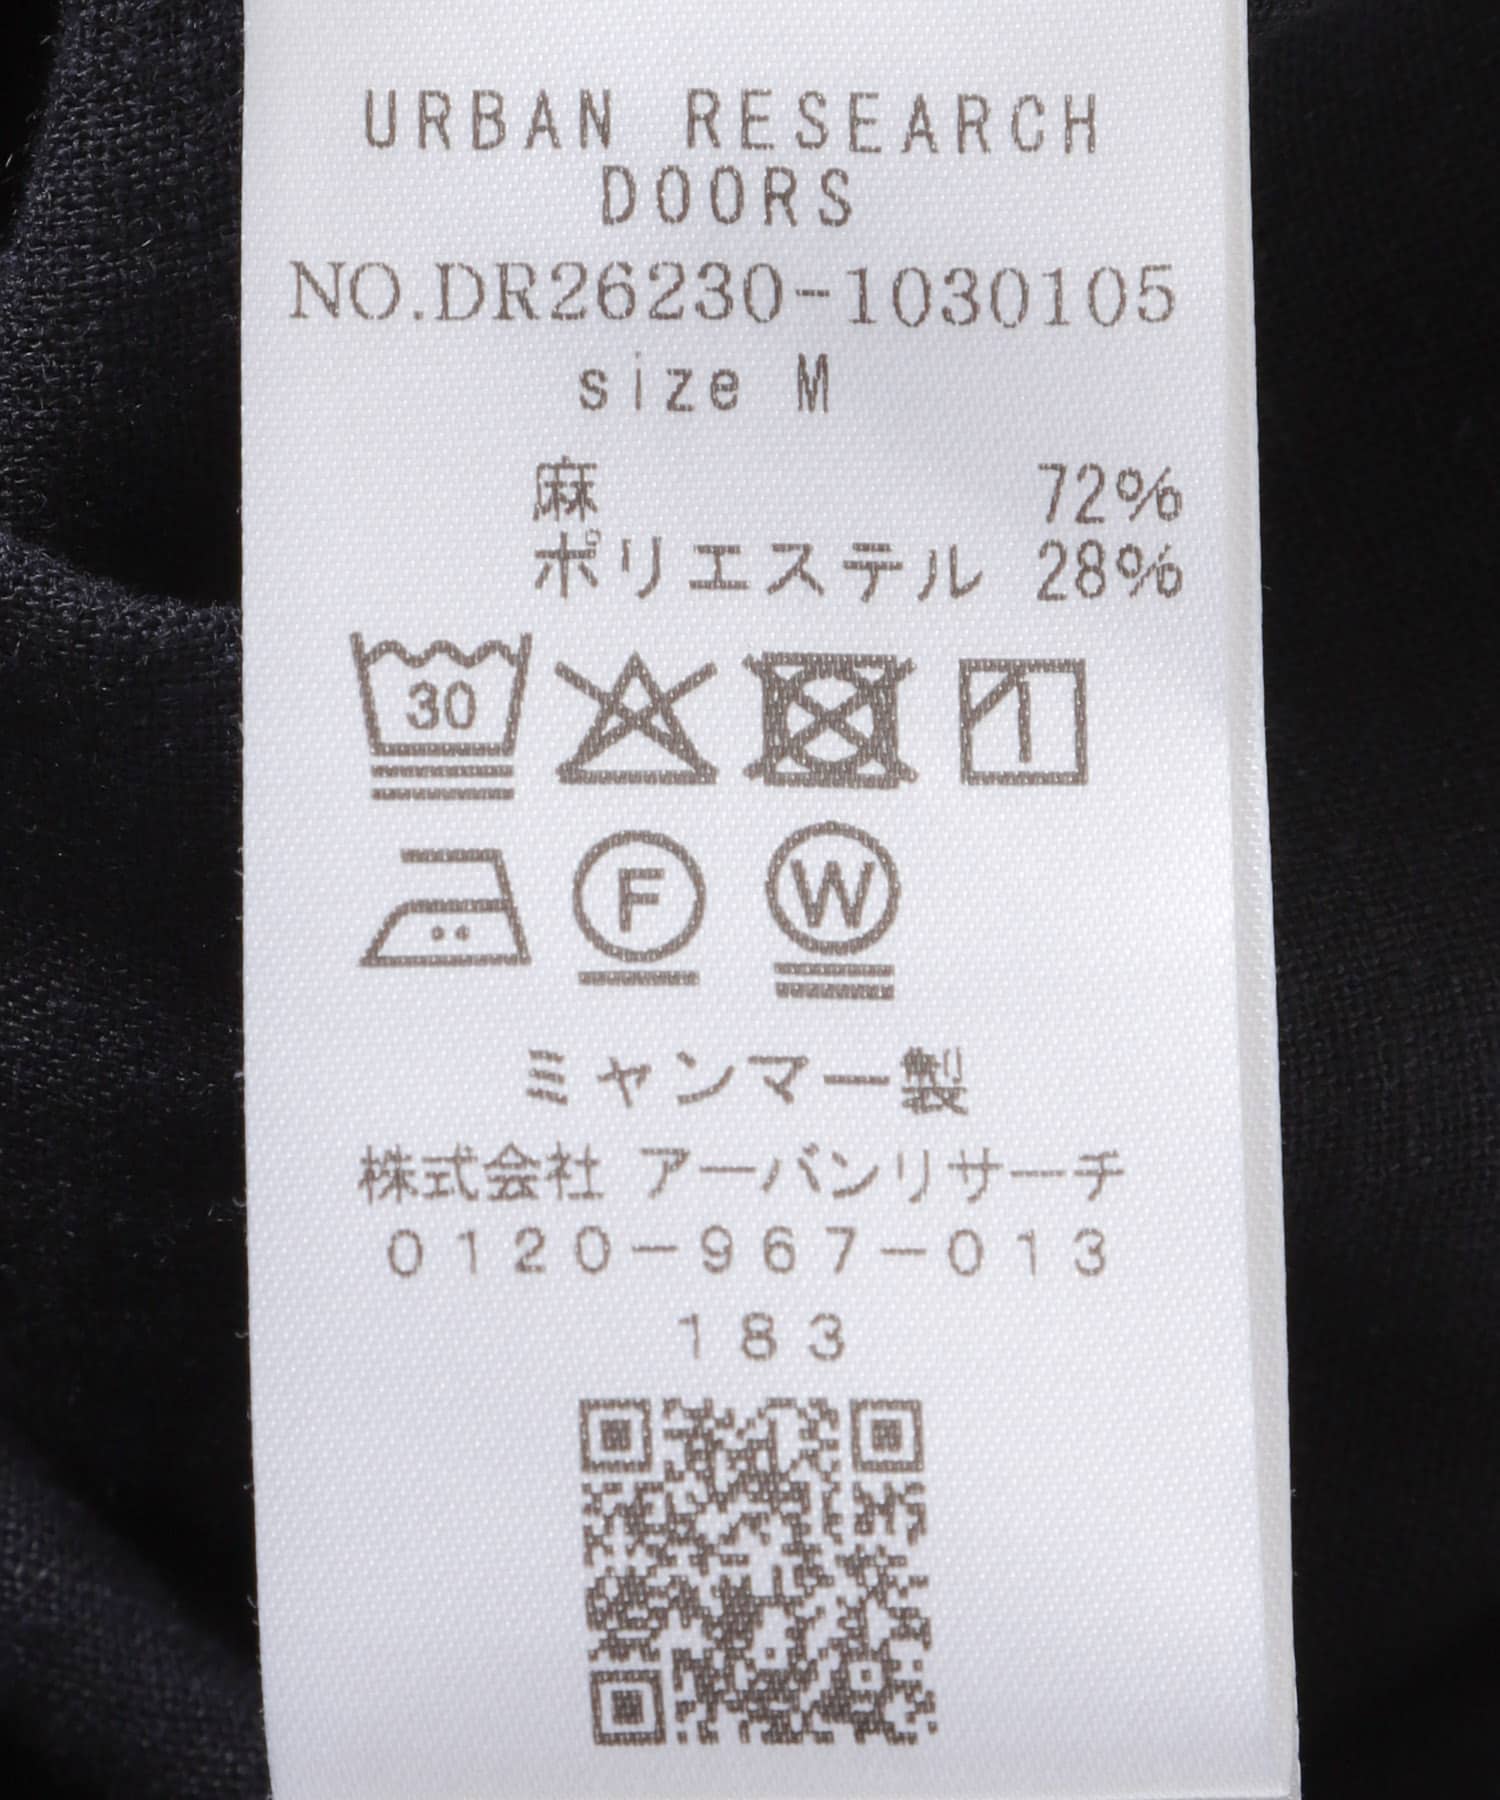 URBAN RESEARCH
DOORS
NO.DR26230-1030105
size M
麻 72%
ポリエステル 28%
30
F W
ミャンマー製
株式会社 アーバンリサーチ
0120-967-013
183